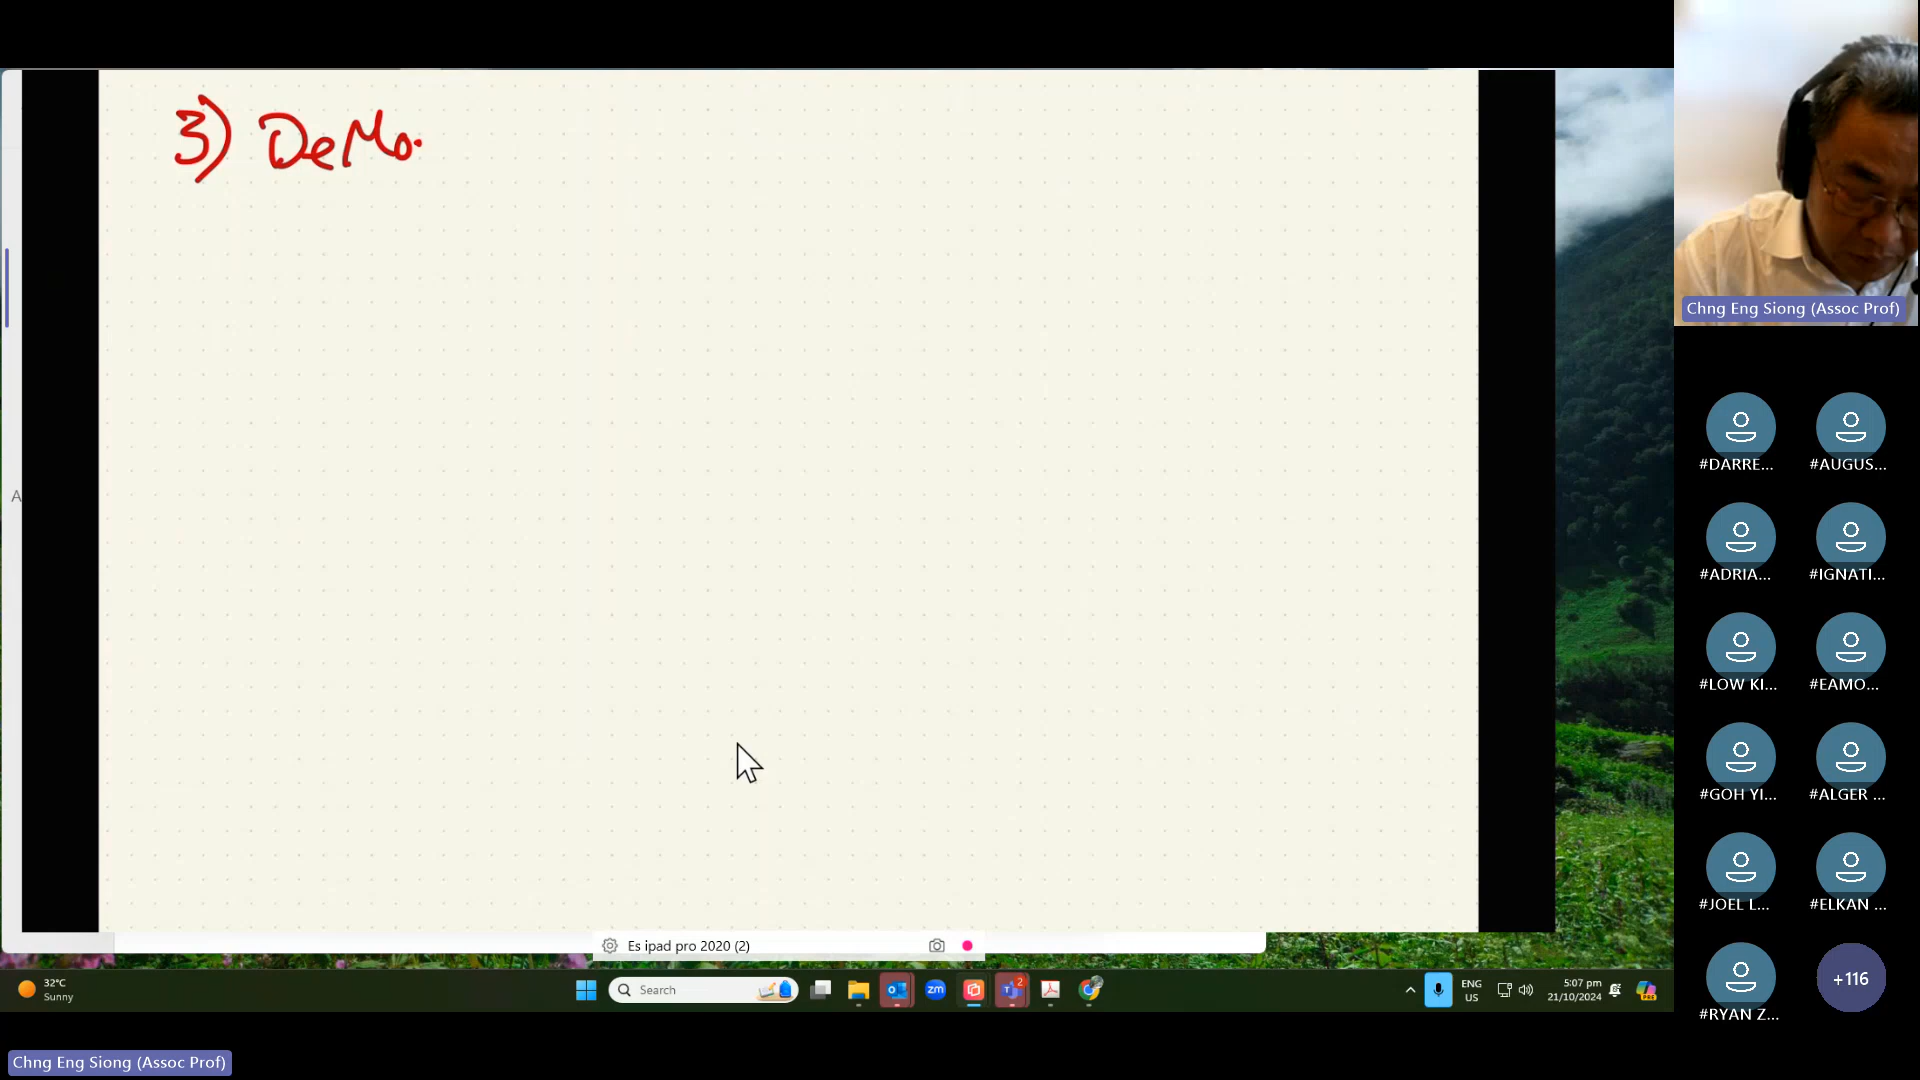 3) DeMo.
Chng Eng Siong (Assoc Prof)
#DARRE...
#AUGUS...
#ADRIA...
#IGNATI...
A
#LOW KI...
#EAMO...
#GOH YI...
#ALGER ...
#JOEL L...
#ELKAN ...
+116
#RYAN Z...
Es ipad pro 2020 (2)
32°C
Sunny
Search
zm
2
ENG
US
5:07 pm
21/10/2024
Chng Eng Siong (Assoc Prof)